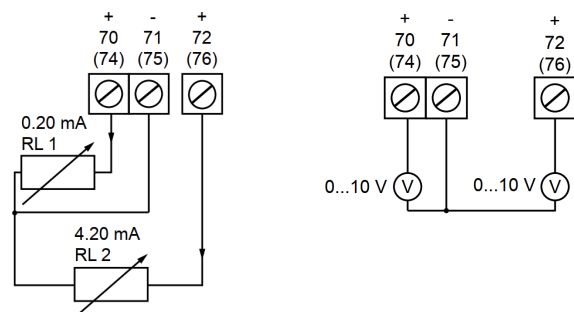 + - +
70 71 72
(74) (75) (76)
0.20 mA
RL 1
4.20 mA
RL 2
+ - +
70 71 72
(74) (75) (76)
0...10 V V 0...10 V V